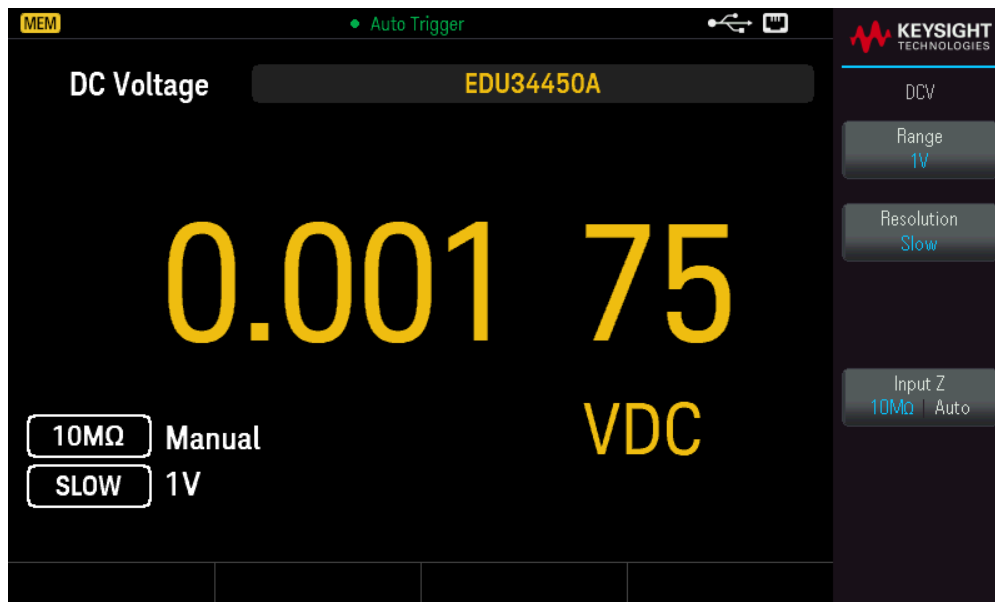 MEM
● Auto Trigger
KEYSIGHT
TECHNOLOGIES
DC Voltage
EDU34450A
DCV
Range
1V
Resolution
Slow
0.001 75
VDC
Input Z
10MΩ | Auto
10MΩ Manual
SLOW 1V